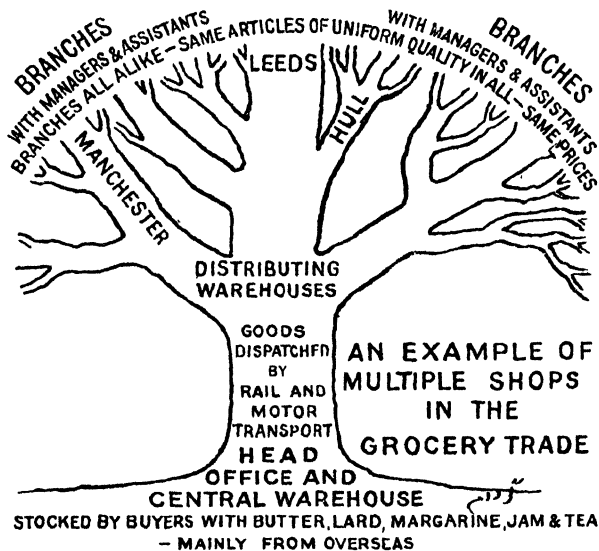 BRANCHES
WITH MANAGERS & ASSISTANTS
BRANCHES ALL ALIKE – SAME ARTICLES OF UNIFORM QUALITY IN ALL – SAME PRICES
WITH MANAGERS & ASSISTANTS
BRANCHES
LEEDS
HULL
MANCHESTER
DISTRIBUTING
WAREHOUSES
GOODS
DISPATCHED
BY
RAIL AND
MOTOR
TRANSPORT
AN EXAMPLE OF
MULTIPLE SHOPS
IN THE
GROCERY TRADE
HEAD
OFFICE AND
CENTRAL WAREHOUSE
STOCKED BY BUYERS WITH BUTTER, LARD, MARGARINE, JAM & TEA
– MAINLY FROM OVERSEAS